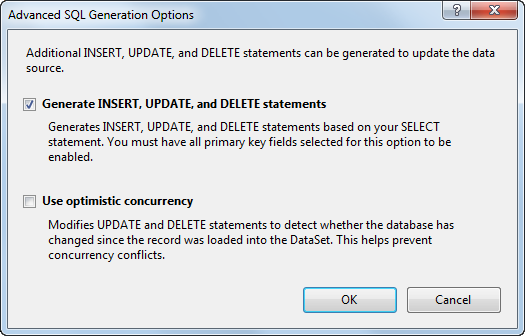 Advanced SQL Generation Options
?
Additional INSERT, UPDATE, and DELETE statements can be generated to update the data
source.
Generate INSERT, UPDATE, and DELETE statements
Generates INSERT, UPDATE, and DELETE statements based on your SELECT
statement. You must have all primary key fields selected for this option to be
enabled.
Use optimistic concurrency
Modifies UPDATE and DELETE statements to detect whether the database has
changed since the record was loaded into the DataSet. This helps prevent
concurrency conflicts.
OK Cancel